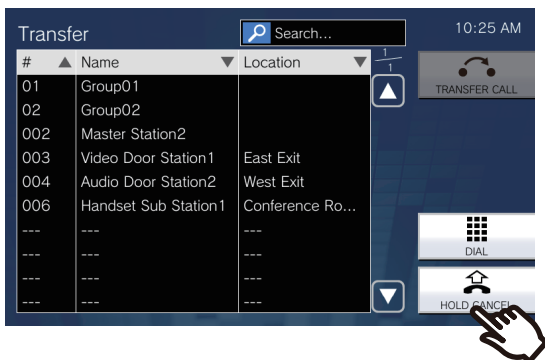 Transfer
Search...
10:25 AM
# Name Location
1/1
TRANSFER CALL
01 Group01
02 Group02
002 Master Station2
003 Video Door Station1 East Exit
004 Audio Door Station2 West Exit
006 Handset Sub Station1 Conference Ro...
--- --- ---
--- --- ---
--- --- ---
--- --- ---
DIAL
HOLD CANCEL